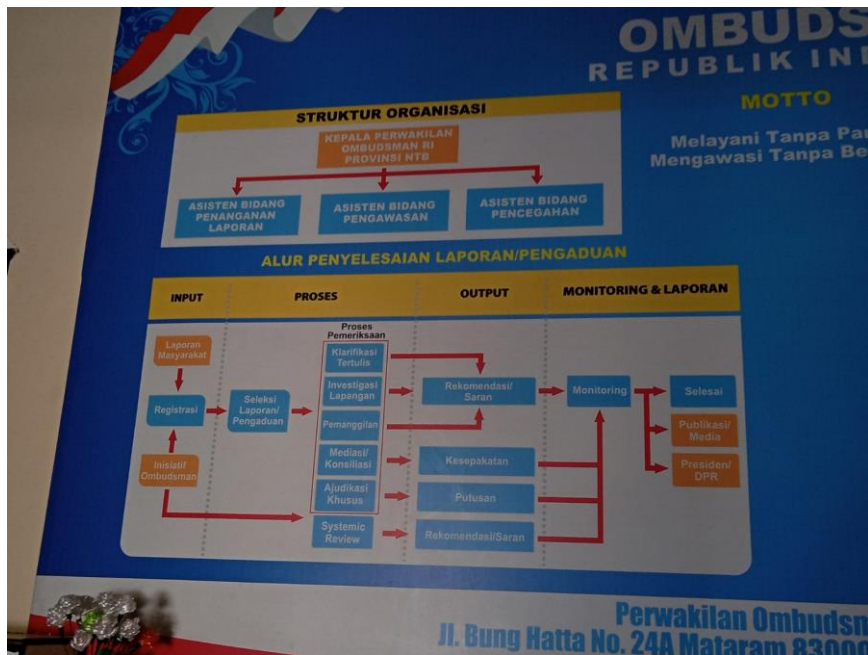 OMBUDS
REPUBLIK IN
MOTTO
Melayani Tanpa
Mengawasi Tanpa
STRUKTUR ORGANISASI
KEPALA PERWAKILAN
OMBUDSMAN RI
PROVINSI NTB
ASISTEN BIDANG
PENANGANAN
LAPORAN
ASISTEN BIDANG
PENGAWASAN
ASISTEN BIDANG
PENCEGAHAN
ALUR PENYELESAIAN LAPORAN/PENGADUAN
INPUT
PROSES
OUTPUT
MONITORING & LAPORAN
Laporan
Masyarakat
Registrasi
Inisiatif
Ombudsman
Seleksi
Laporan/
Pengaduan
Proses
Pemeriksaan
Klarifikasi
Tertulis
Investigasi
Lapangan
Pemanggilan
Mediasi/
Konsiliasi
Ajudikasi
Khusus
Systemic
Review
Rekomendasi/
Saran
Kesepakatan
Putusan
Rekomendasi/Saran
Monitoring
Selesai
Publikasi/
Media
Presiden/
DPR
Perwakilan Ombudsm
Jl. Bung Hatta No. 24A Mataram